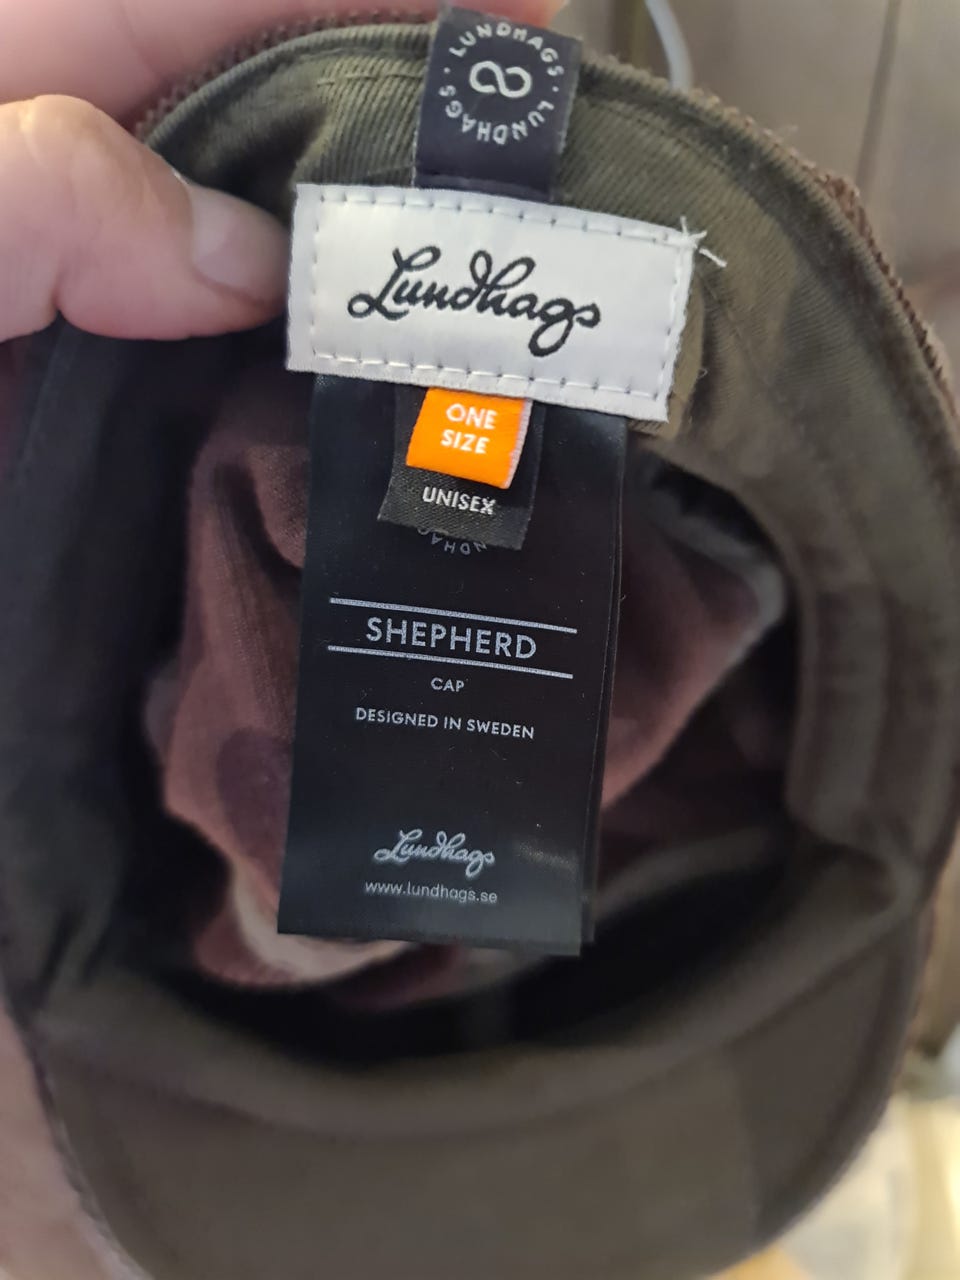 LUNDHAGS · LUNDHAGS ·
Lundhags
ONE
SIZE
UNISEX
SHEPHERD
CAP
DESIGNED IN SWEDEN
Lundhags
www.lundhags.se